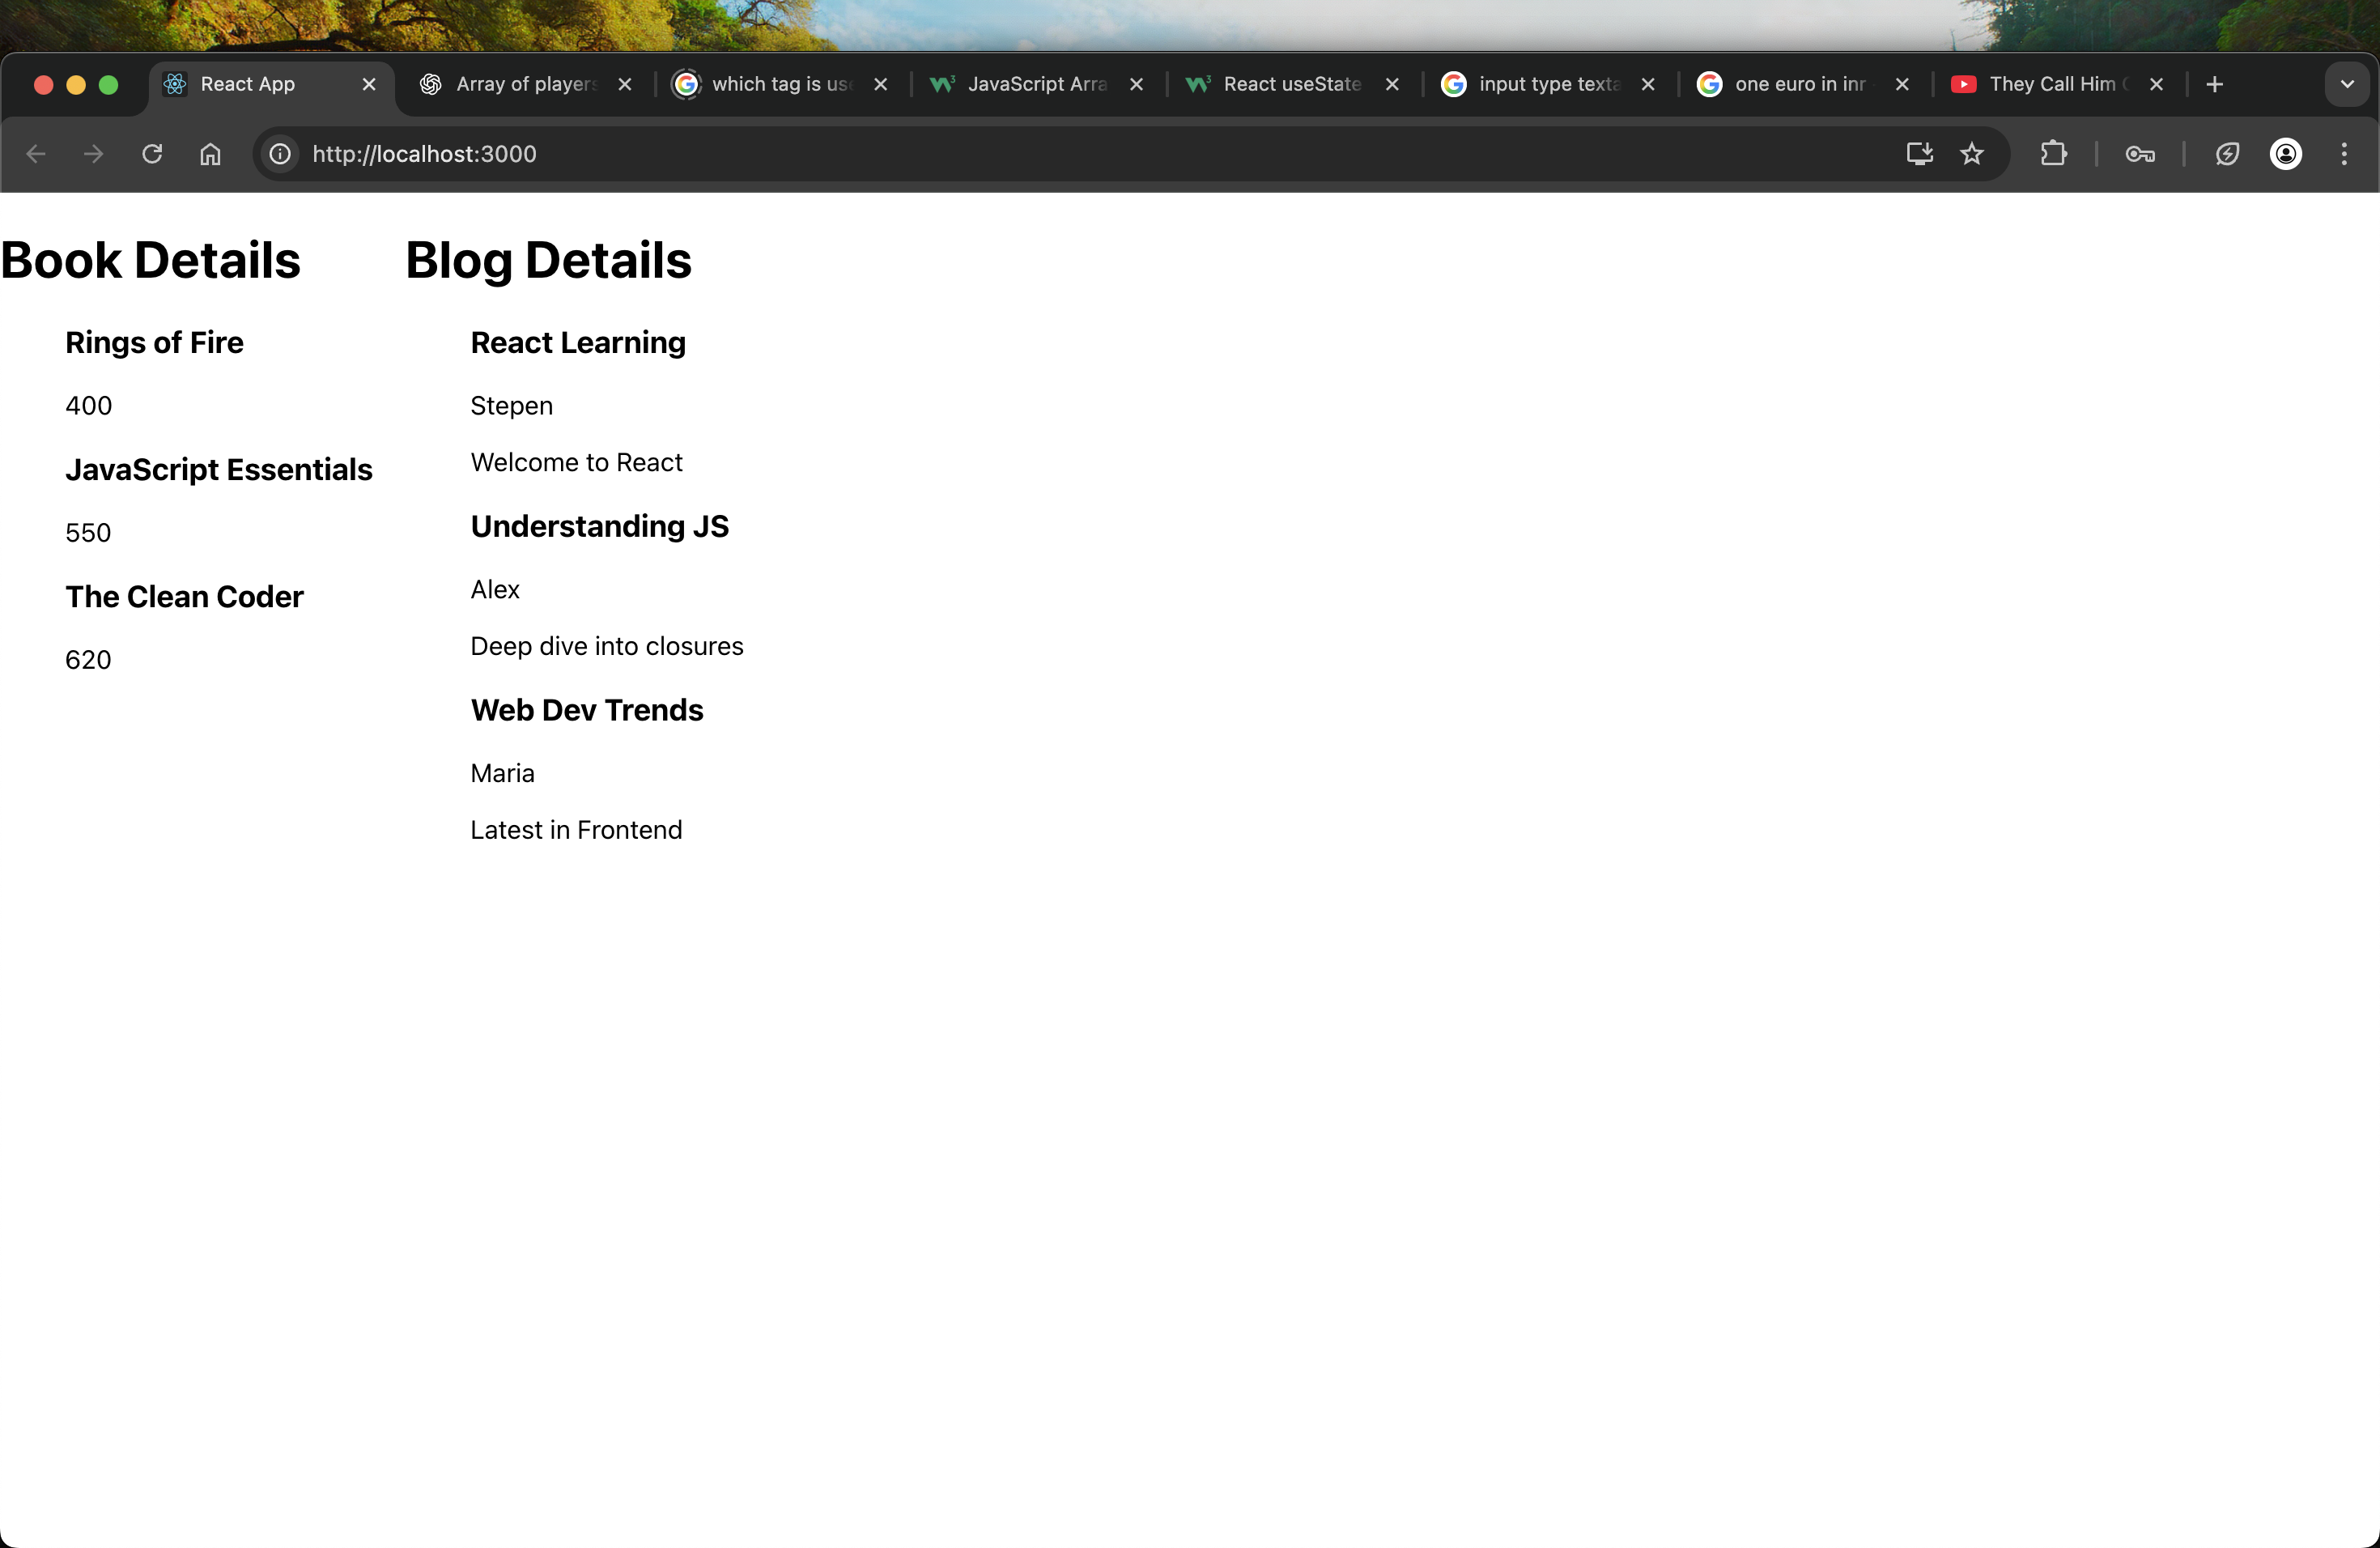 React App
Array of players
which tag is use
JavaScript Arra
React useState
input type texta
one euro in inr
They Call Him
http://localhost:3000
Book Details
Rings of Fire
400
JavaScript Essentials
550
The Clean Coder
620
Blog Details
React Learning
Stepen
Welcome to React
Understanding JS
Alex
Deep dive into closures
Web Dev Trends
Maria
Latest in Frontend